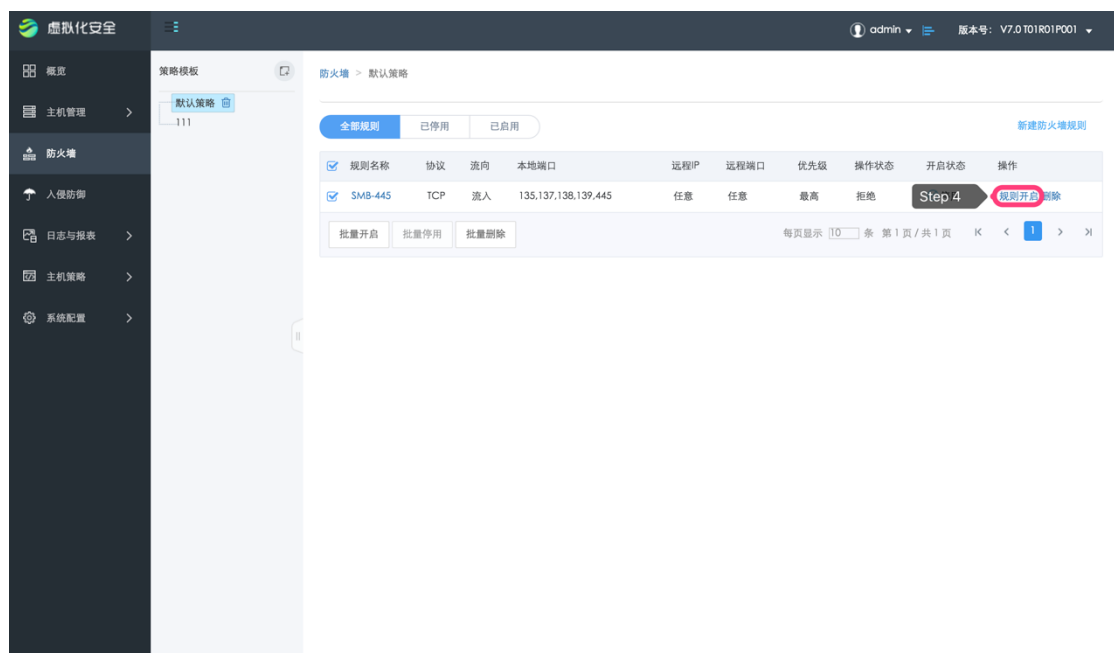 虚拟化安全
admin
版本号: V7.0 T01R01P001
概览
主机管理
防火墙
入侵防御
日志与报表
主机策略
系统配置
策略模板
默认策略
111
防火墙 > 默认策略
全部规则 已停用 已启用
新建防火墙规则
规则名称 协议 流向 本地端口 远程IP 远程端口 优先级 操作状态 开启状态 操作
SMB-445 TCP 流入 135,137,138,139,445 任意 任意 最高 拒绝 Step 4 规则开启 删除
批量开启 批量停用 批量删除
每页显示 10 条 第1页/共1页 K < 1 > >|